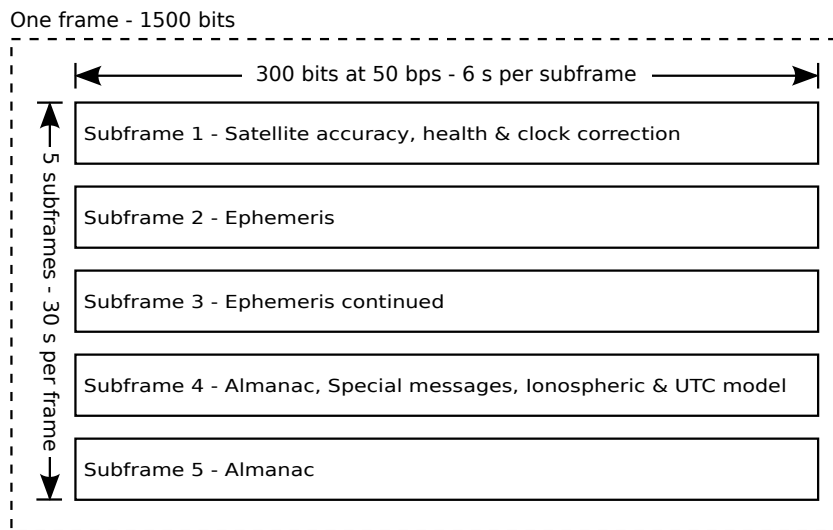 One frame - 1500 bits
300 bits at 50 bps - 6 s per subframe
5 subframes - 30 s per frame
Subframe 1 - Satellite accuracy, health & clock correction
Subframe 2 - Ephemeris
Subframe 3 - Ephemeris continued
Subframe 4 - Almanac, Special messages, Ionospheric & UTC model
Subframe 5 - Almanac